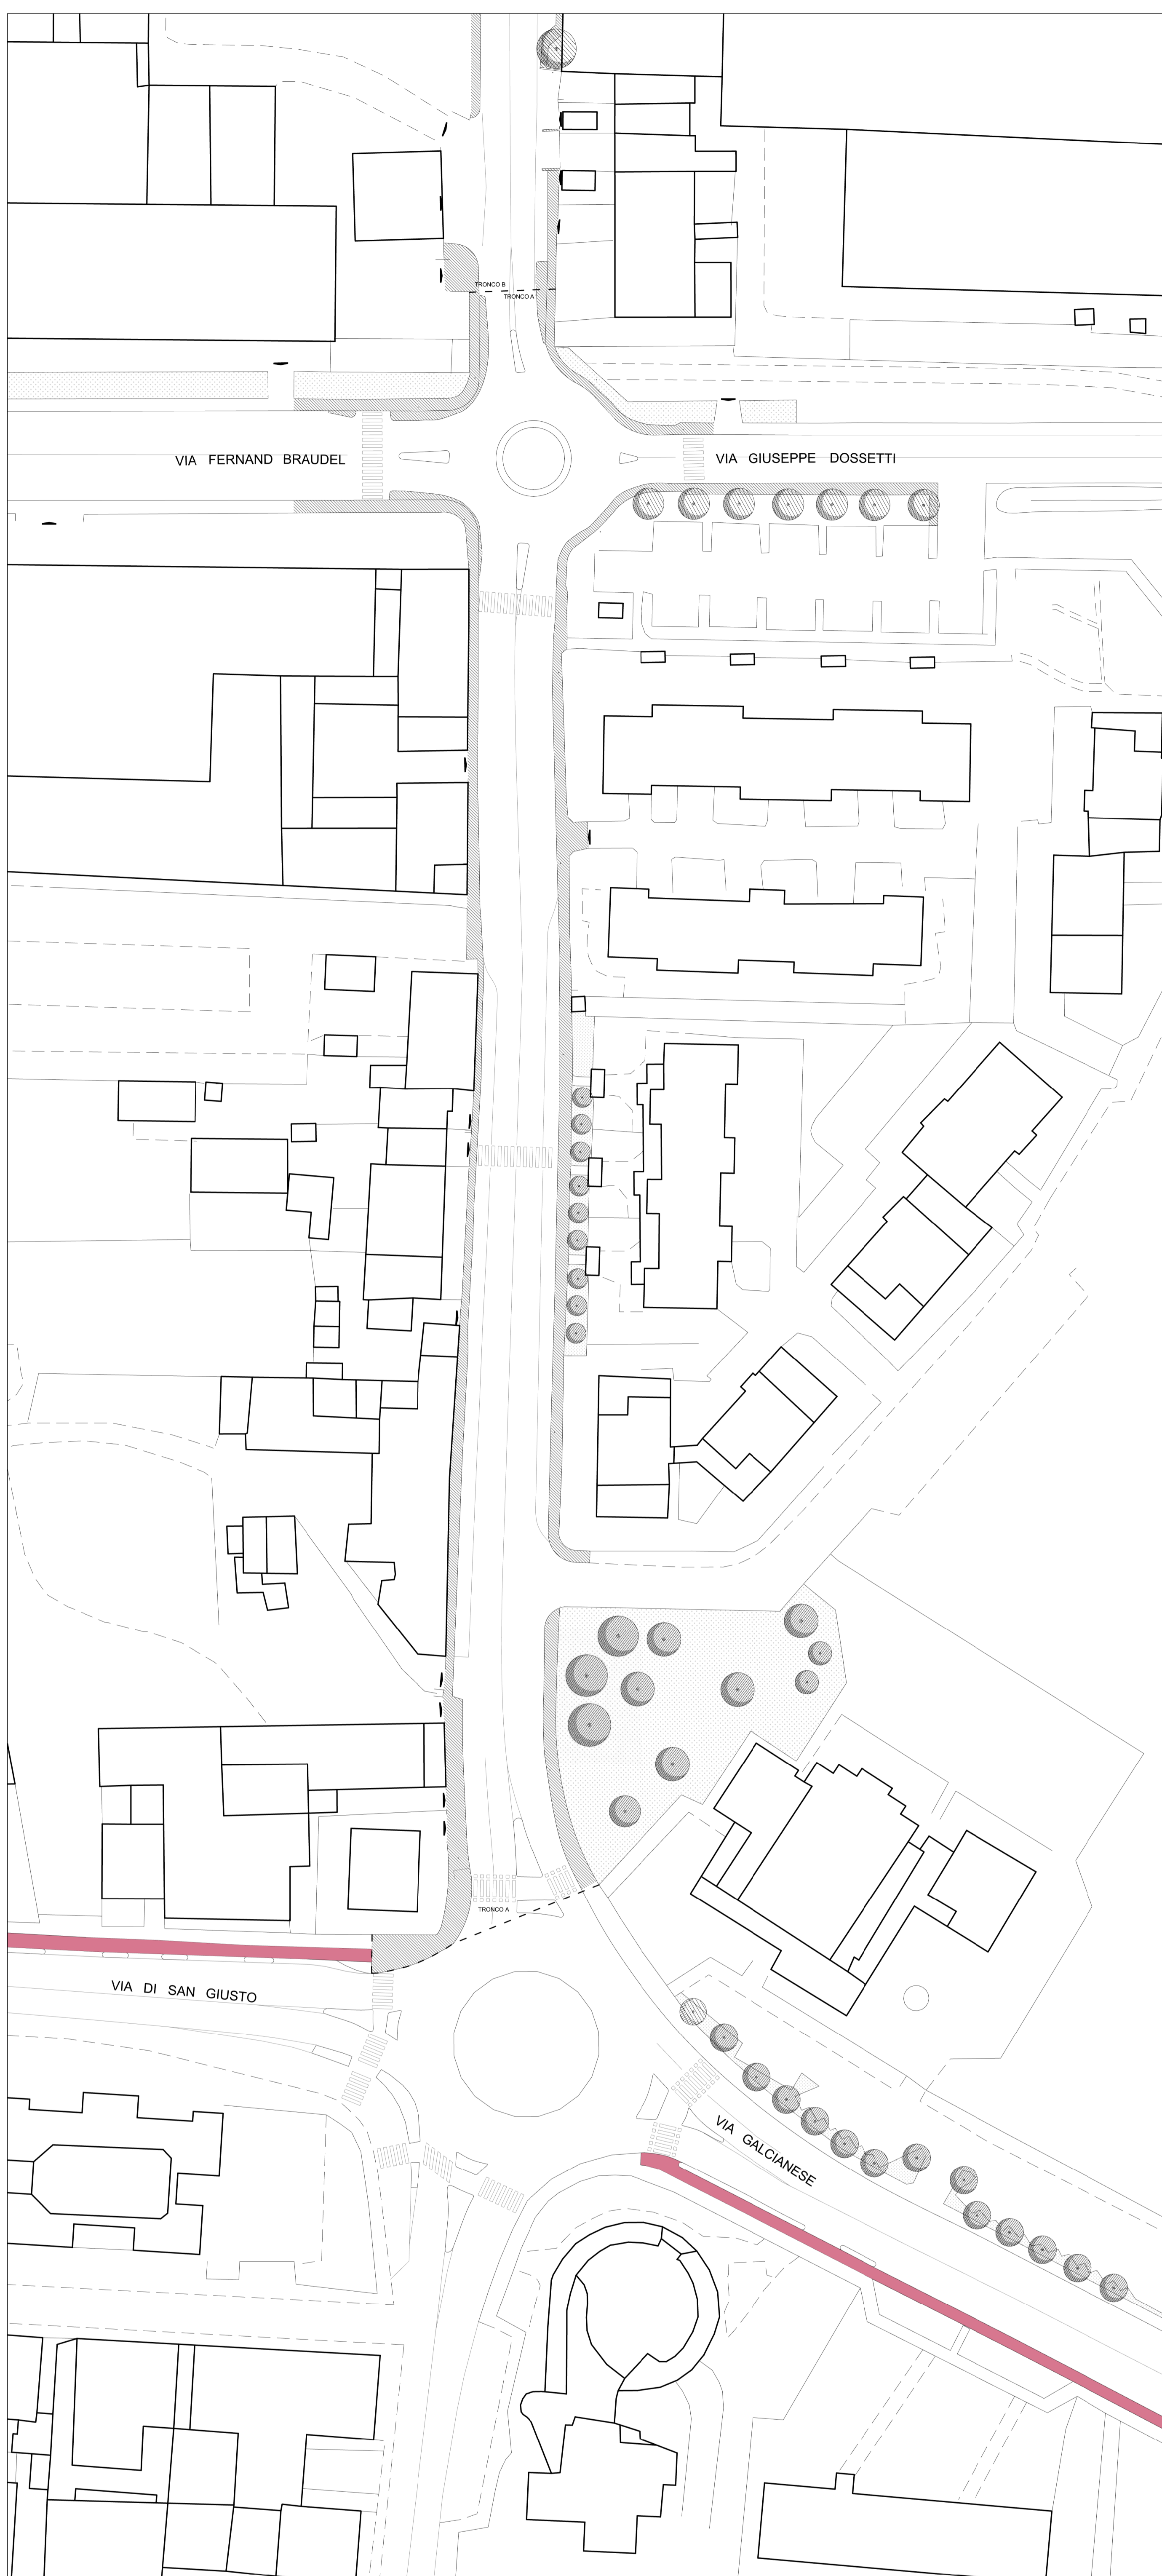 TRONCO B
TRONCO A
VIA FERNAND BRAUDEL
VIA GIUSEPPE DOSSETTI
TRONCO A
VIA DI SAN GIUSTO
VIA GALCIANESE